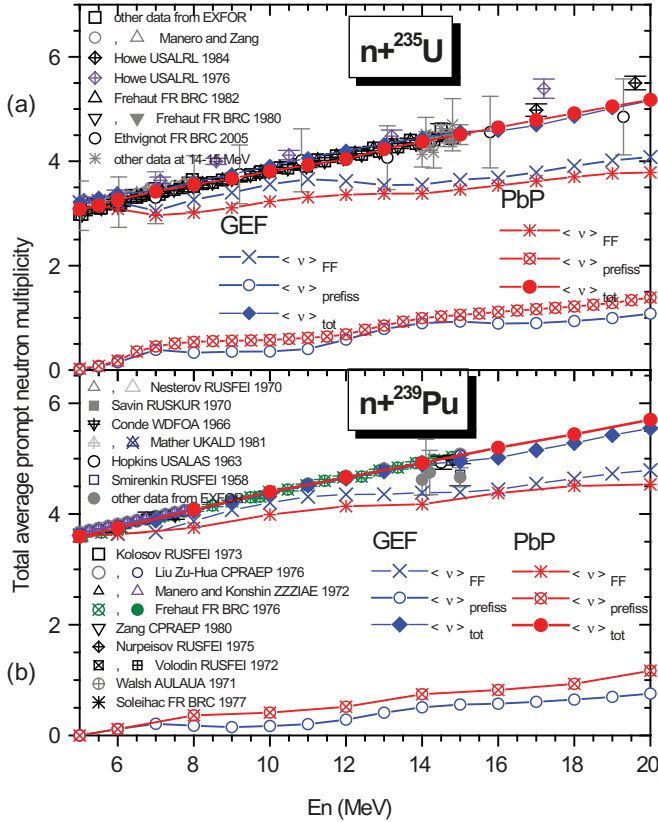 (a)
n+235U
other data from EXFOR
, Manero and Zang
Howe USALRL 1984
Howe USALRL 1976
Frehaut FR BRC 1982
, Frehaut FR BRC 1980
Ethvignot FR BRC 2005
other data at 14-15 MeV
6
4
2
0
GEF
< ν > FF
< ν > prefiss
< ν > tot
PbP
< ν > FF
< ν > prefiss
< ν > tot
Total average prompt neutron multiplicity
(b)
n+239Pu
, Nesterov RUSFEI 1970
Savin RUSKUR 1970
Conde WDFOA 1966
, Mather UKALD 1981
Hopkins USALAS 1963
Smirenkin RUSFEI 1958
other data from EXFOR
Kolosov RUSFEI 1973
, Liu Zu-Hua CPRAEP 1976
, Manero and Konshin ZZZIAE 1972
, Frehaut FR BRC 1976
Zang CPRAEP 1980
Nurpeisov RUSFEI 1975
, Volodin RUSFEI 1972
Walsh AULAUA 1971
Soleihac FR BRC 1977
6
4
2
0
GEF
< ν > FF
< ν > prefiss
< ν > tot
PbP
< ν > FF
< ν > prefiss
< ν > tot
6 8 10 12 14 16 18 20
En (MeV)